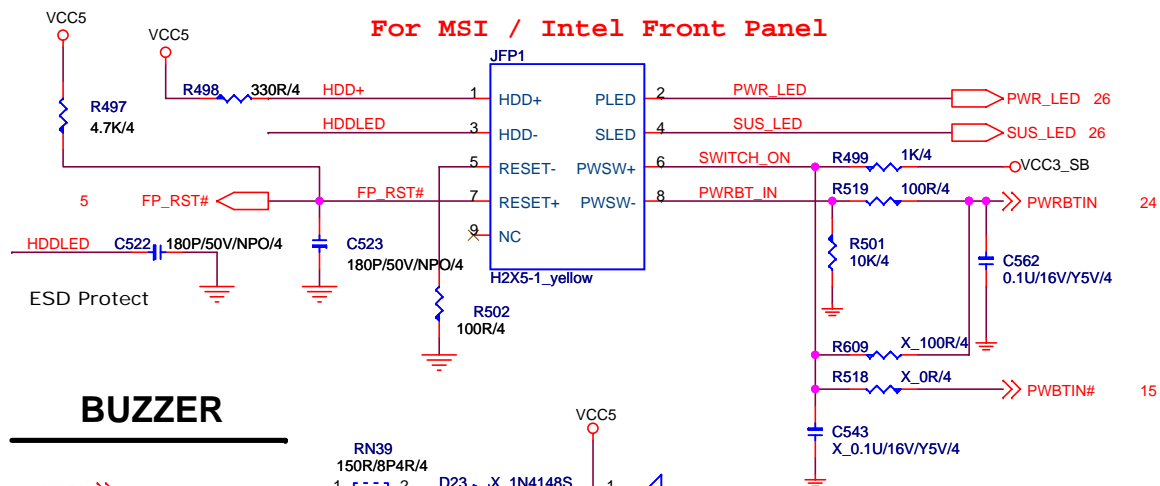 For MSI / Intel Front Panel
VCC5
VCC5
JFP1
R497
4.7K/4
R498 330R/4 HDD+ 1 HDD+ PLED 2 PWR_LED PWR_LED 26
HDDLED 3 HDD- SLED 4 SUS_LED SUS_LED 26
5 RESET- PWSW+ 6 SWITCH_ON R499 1K/4 VCC3_SB
5 FP_RST# FP_RST# 7 RESET+ PWSW- 8 PWRBT_IN R519 100R/4 PWRBTIN 24
9 NC
HDDLED C522 180P/50V/NPO/4
C523
180P/50V/NPO/4
H2X5-1_yellow
R501
10K/4
C562
0.1U/16V/Y5V/4
ESD Protect
R502
100R/4
R609 X_100R/4
R518 X_0R/4 PWBTIN# 15
C543
X_0.1U/16V/Y5V/4
BUZZER
VCC5
RN39
150R/8P4R/4
1 2 D23 X_1N4148S 1